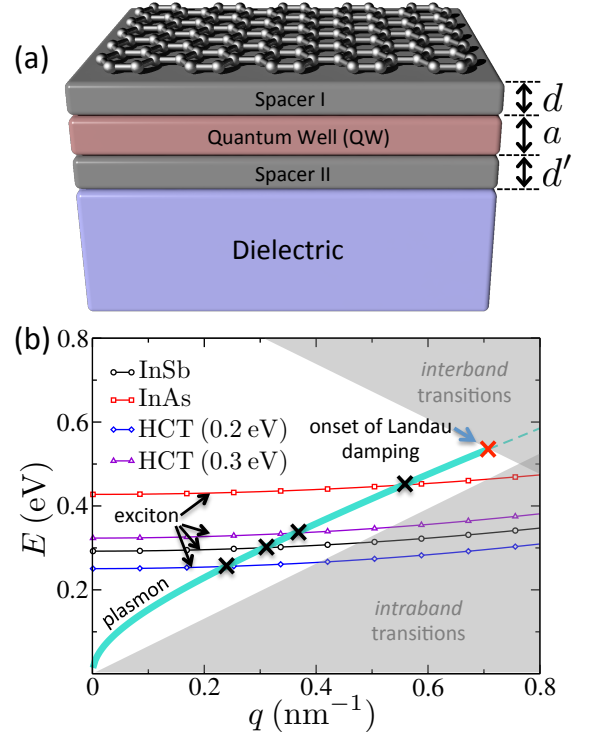 (a)
Spacer I
d
Quantum Well (QW)
a
Spacer II
d′
Dielectric
(b)
0.8
0.6
0.4
0.2
E (eV)
InSb
InAs
HCT (0.2 eV)
HCT (0.3 eV)
interband
transitions
onset of Landau
damping
exciton
plasmon
intraband
transitions
0
0.2
0.4
0.6
0.8
q (nm⁻¹)